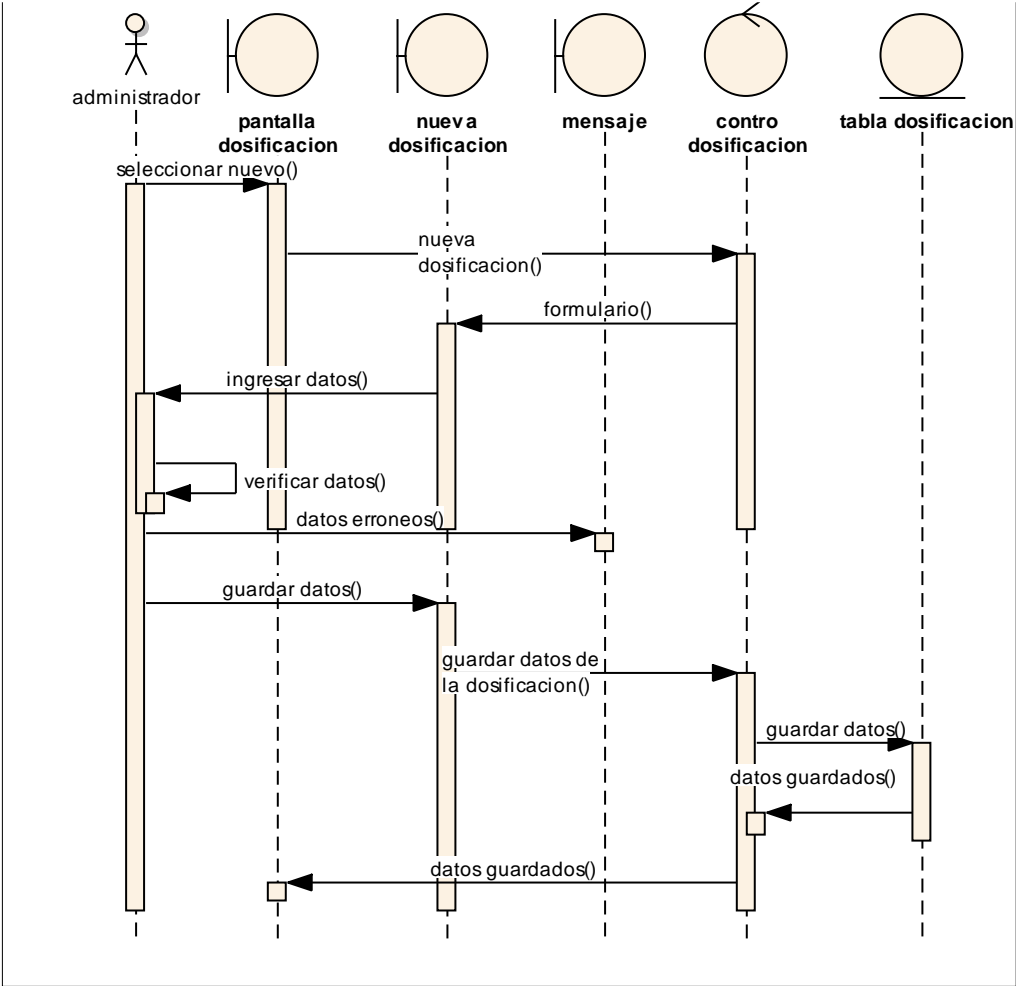 administrador
pantalla
dosificacion
nueva
dosificacion
mensaje
contro
dosificacion
tabla dosificacion
seleccionar nuevo()
nueva
dosificacion()
formulario()
ingresar datos()
verificar datos()
datos erroneos()
guardar datos()
guardar datos de
la dosificacion()
guardar datos()
datos guardados()
datos guardados()